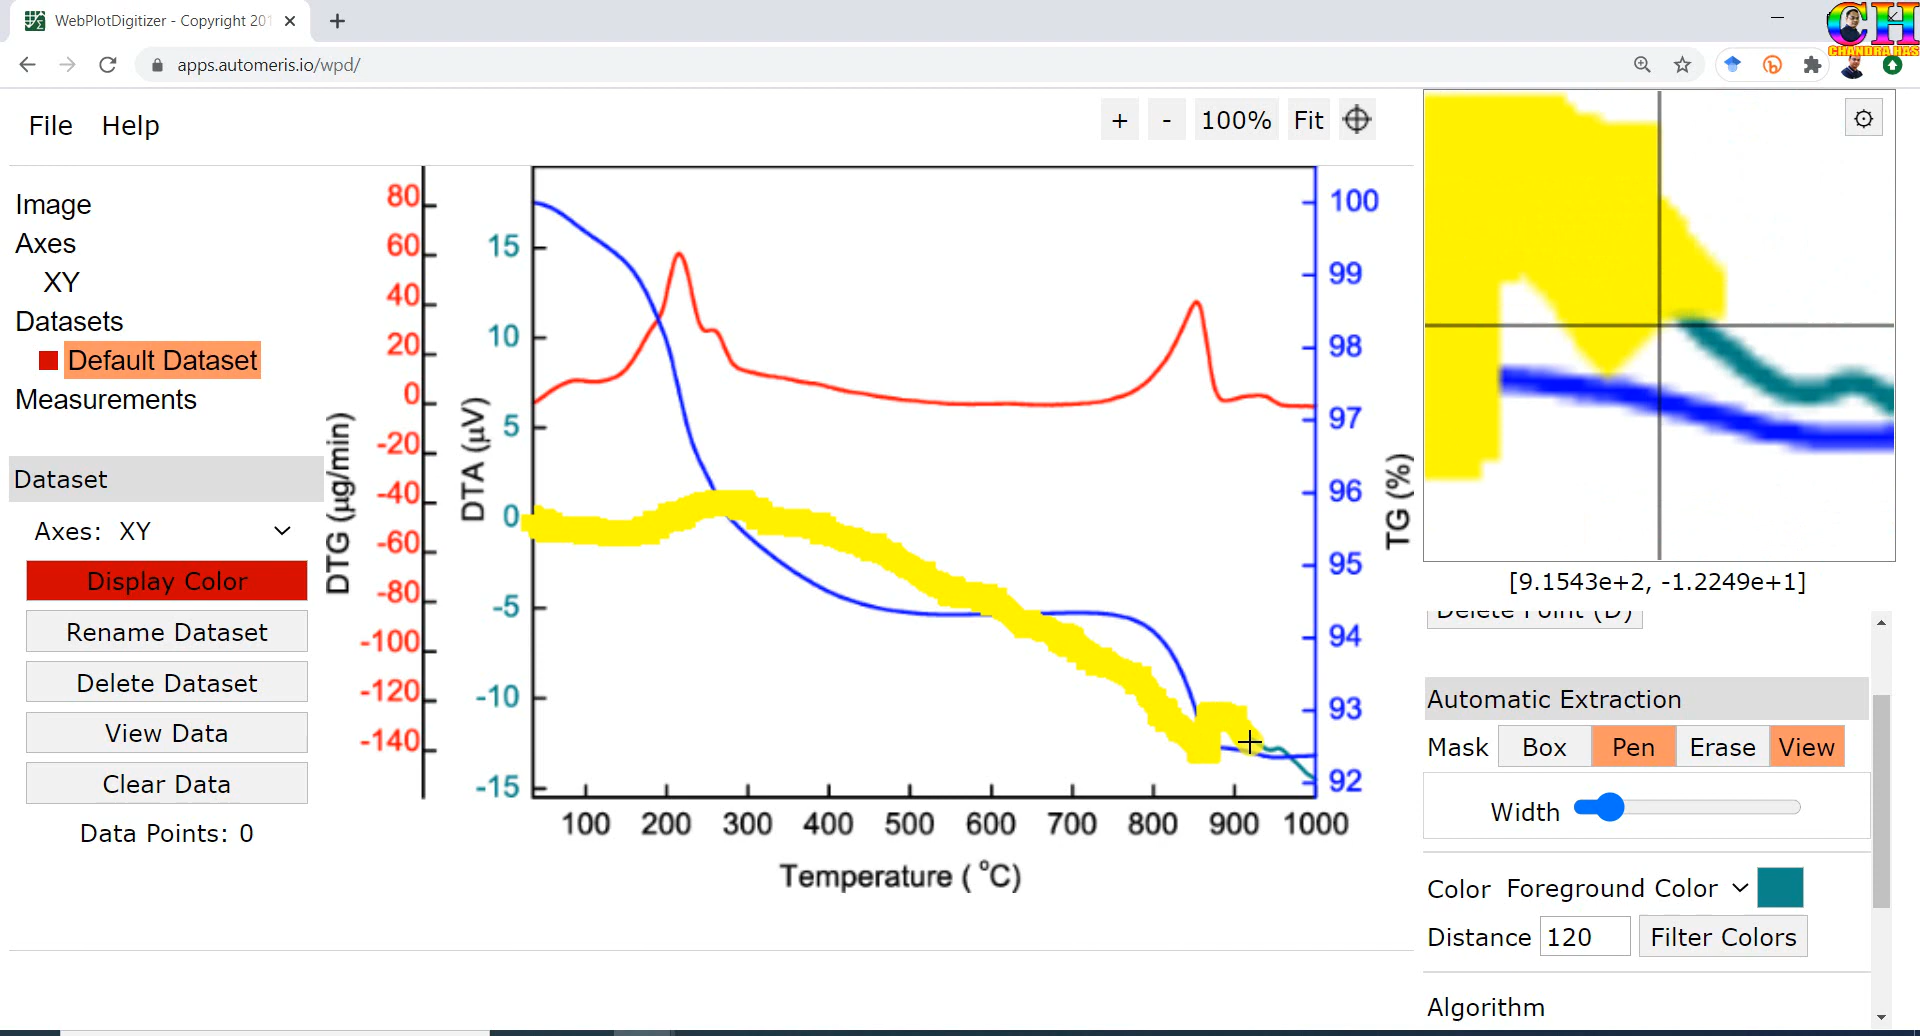 WebPlotDigitizer - Copyright 201
CH
CHANDRA HAS
apps.automeris.io/wpd/
File Help
+ - 100% Fit
Image
Axes
XY
Datasets
Default Dataset
Measurements
Dataset
Axes: XY
Display Color
Rename Dataset
Delete Dataset
View Data
Clear Data
Data Points: 0
DTG (µg/min)
80
60
40
20
0
-20
-40
-60
-80
-100
-120
-140
DTA (µV)
15
10
5
0
-5
-10
-15
100
99
98
97
96
95
94
93
92
TG (%)
100 200 300 400 500 600 700 800 900 1000
Temperature ( °C)
[9.1543e+2, -1.2249e+1]
Delete Point (D)
Automatic Extraction
Mask Box Pen Erase View
Width
Color Foreground Color
Distance 120 Filter Colors
Algorithm